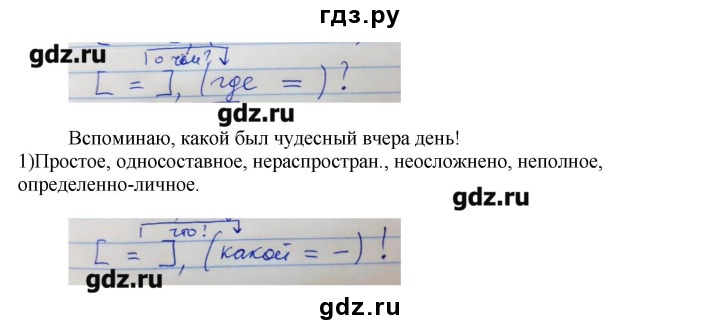 гдз.ру
gdz.ru
о чём?
[ = ], (где = ) ?
gdz.ru
Вспоминаю, какой был чудесный вчера день!
1)Простое, односоставное, нераспростран., неосложнено, неполное,
определенно-личное.
gdz.ru
что?
[ = ], (какой = –) !
gdz.ru
gdz.ru